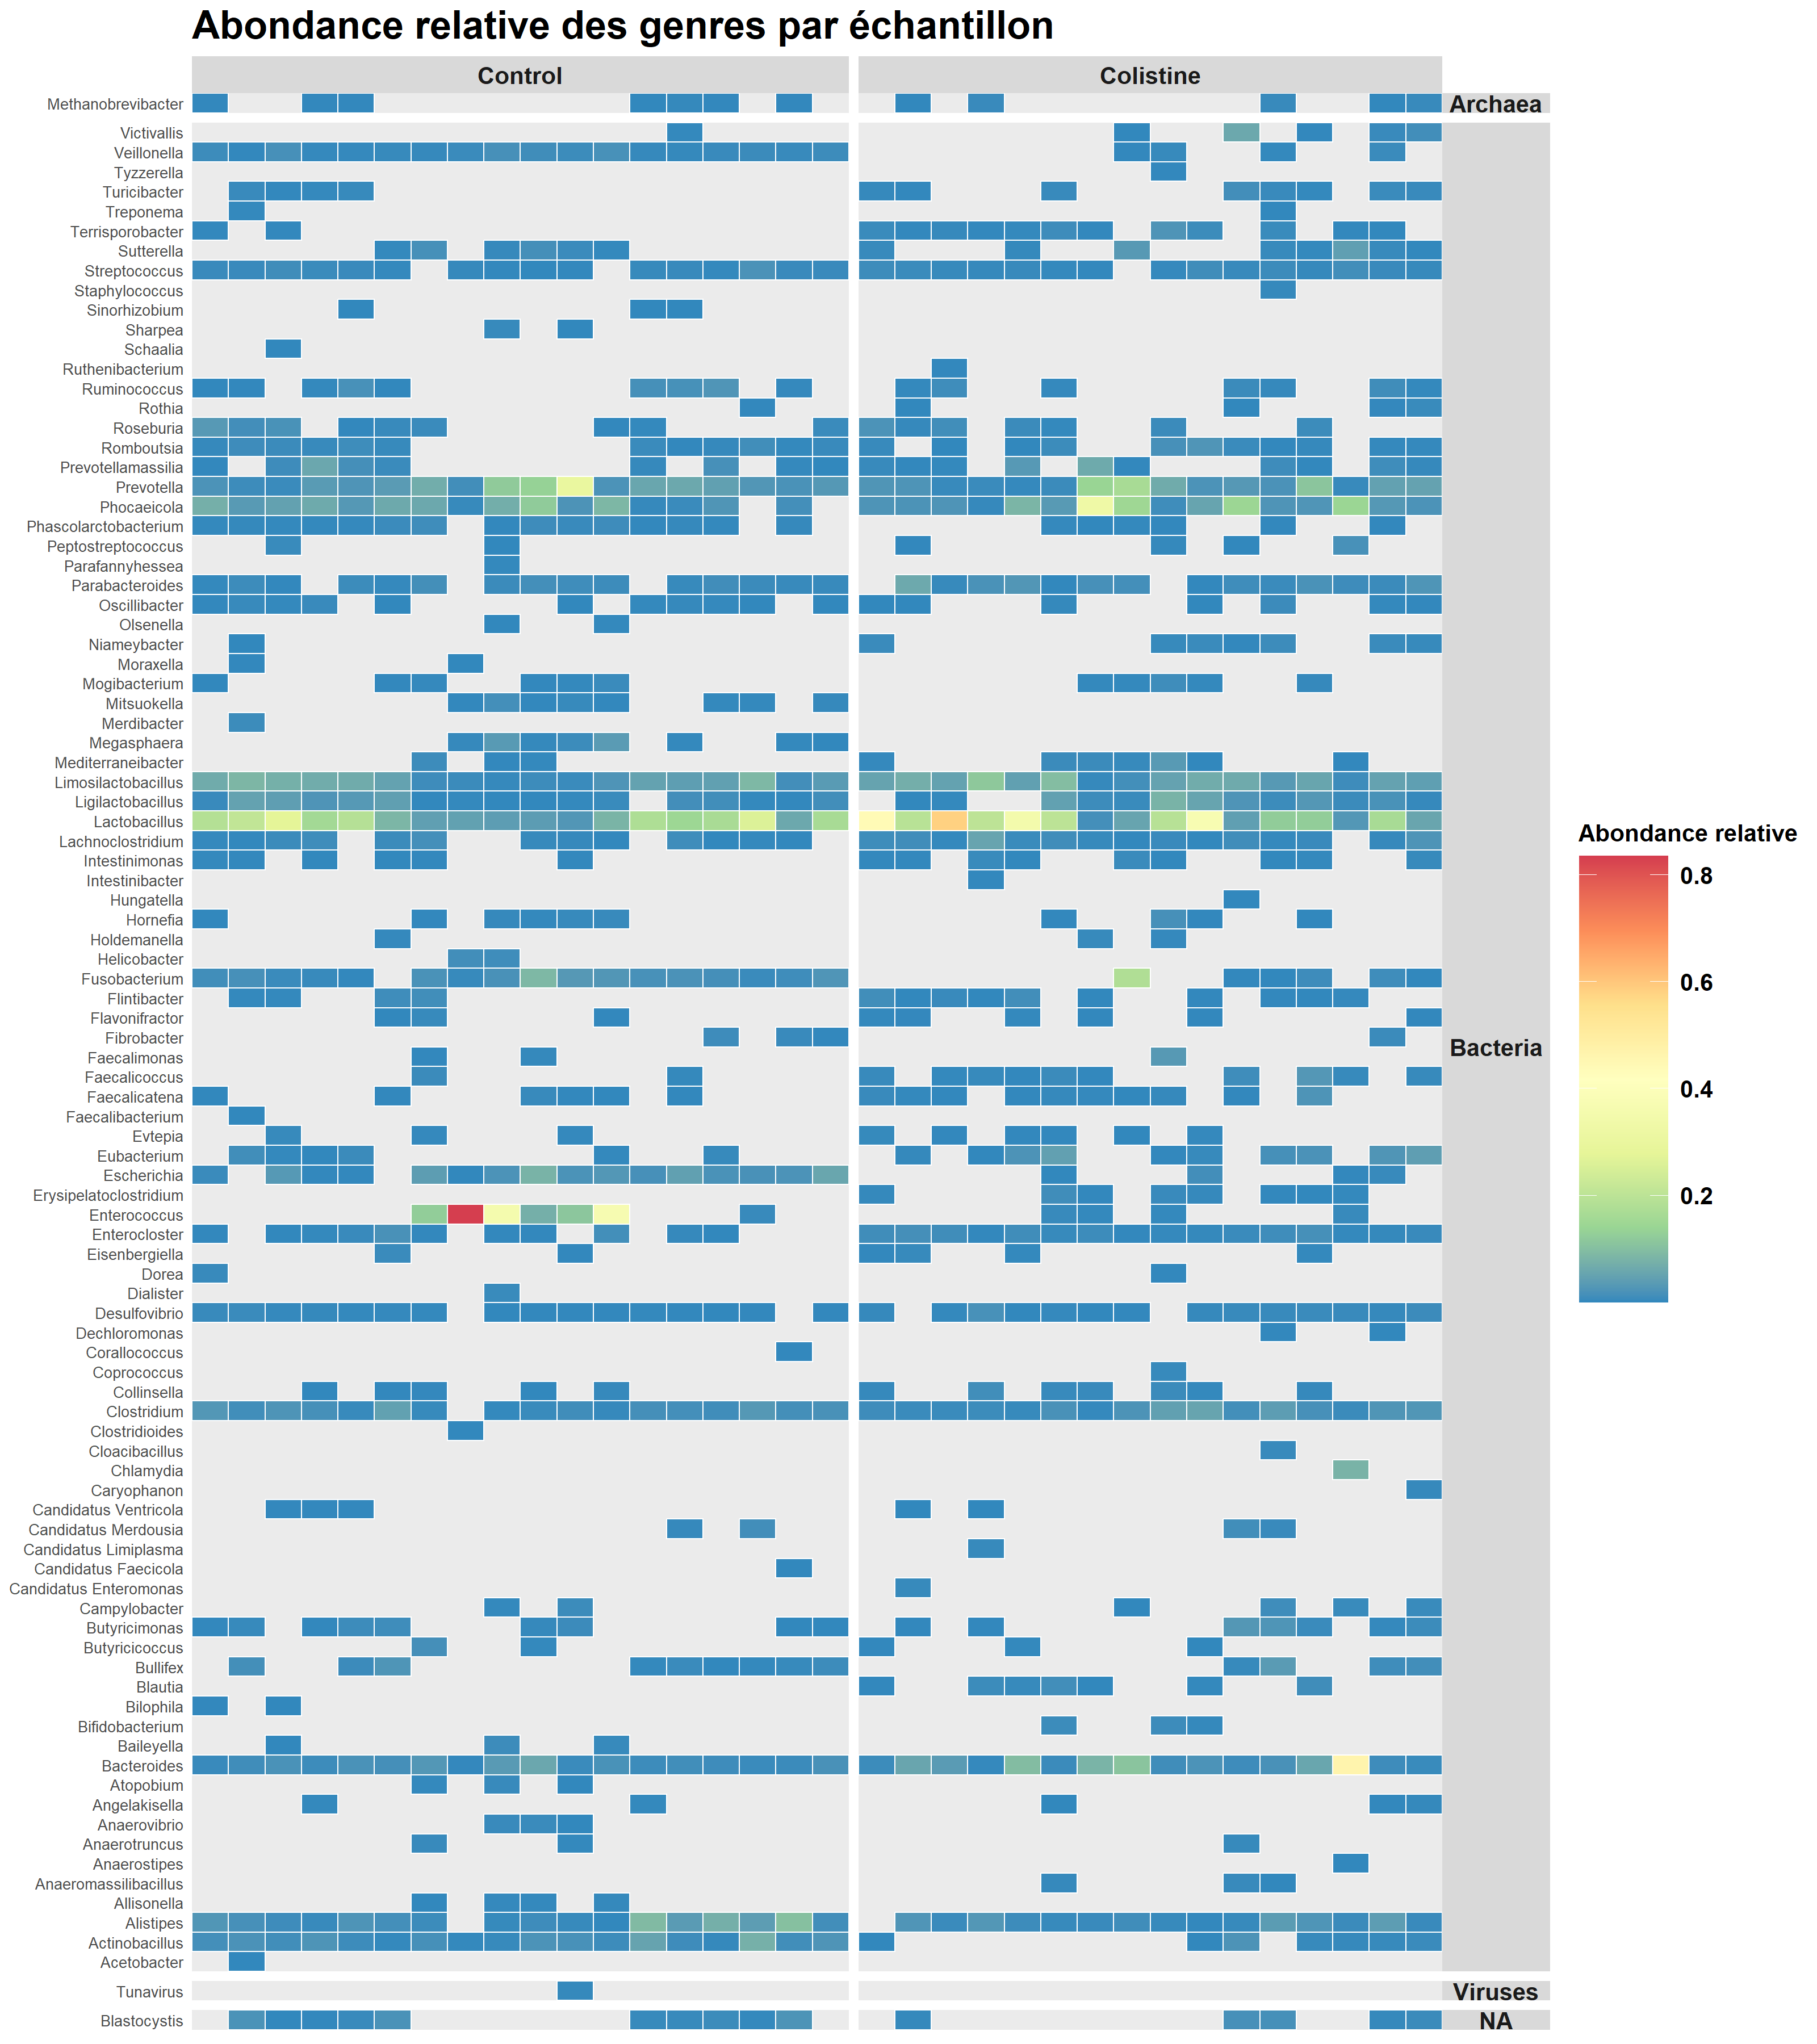 Abondance relative des genres par échantillon
Control
Colistine
Methanobrevibacter
Archaea
Victivallis
Veillonella
Tyzzerella
Turicibacter
Treponema
Terrisporobacter
Sutterella
Streptococcus
Staphylococcus
Sinorhizobium
Sharpea
Schaalia
Ruthenibacterium
Ruminococcus
Rothia
Roseburia
Romboutsia
Prevotellamassilia
Prevotella
Phocaeicola
Phascolarctobacterium
Peptostreptococcus
Parafannyhessea
Parabacteroides
Oscillibacter
Olsenella
Niameybacter
Moraxella
Mogibacterium
Mitsuokella
Merdibacter
Megasphaera
Mediterraneibacter
Limosilactobacillus
Ligilactobacillus
Lactobacillus
Lachnoclostridium
Intestinimonas
Intestinibacter
Hungatella
Hornefia
Holdemanella
Helicobacter
Fusobacterium
Flintibacter
Flavonifractor
Fibrobacter
Faecalimonas
Faecalicoccus
Faecalicatena
Faecalibacterium
Evtepia
Eubacterium
Escherichia
Erysipelatoclostridium
Enterococcus
Enterocloster
Eisenbergiella
Dorea
Dialister
Desulfovibrio
Dechloromonas
Corallococcus
Coprococcus
Collinsella
Clostridium
Clostridioides
Cloacibacillus
Chlamydia
Caryophanon
Candidatus Ventricola
Candidatus Merdousia
Candidatus Limiplasma
Candidatus Faecicola
Candidatus Enteromonas
Campylobacter
Butyricimonas
Butyricicoccus
Bullifex
Blautia
Bilophila
Bifidobacterium
Baileyella
Bacteroides
Atopobium
Angelakisella
Anaerovibrio
Anaerotruncus
Anaerostipes
Anaeromassilibacillus
Allisonella
Alistipes
Actinobacillus
Acetobacter
Bacteria
Tunavirus
Viruses
Blastocystis
NA
Abondance relative
0.8
0.6
0.4
0.2